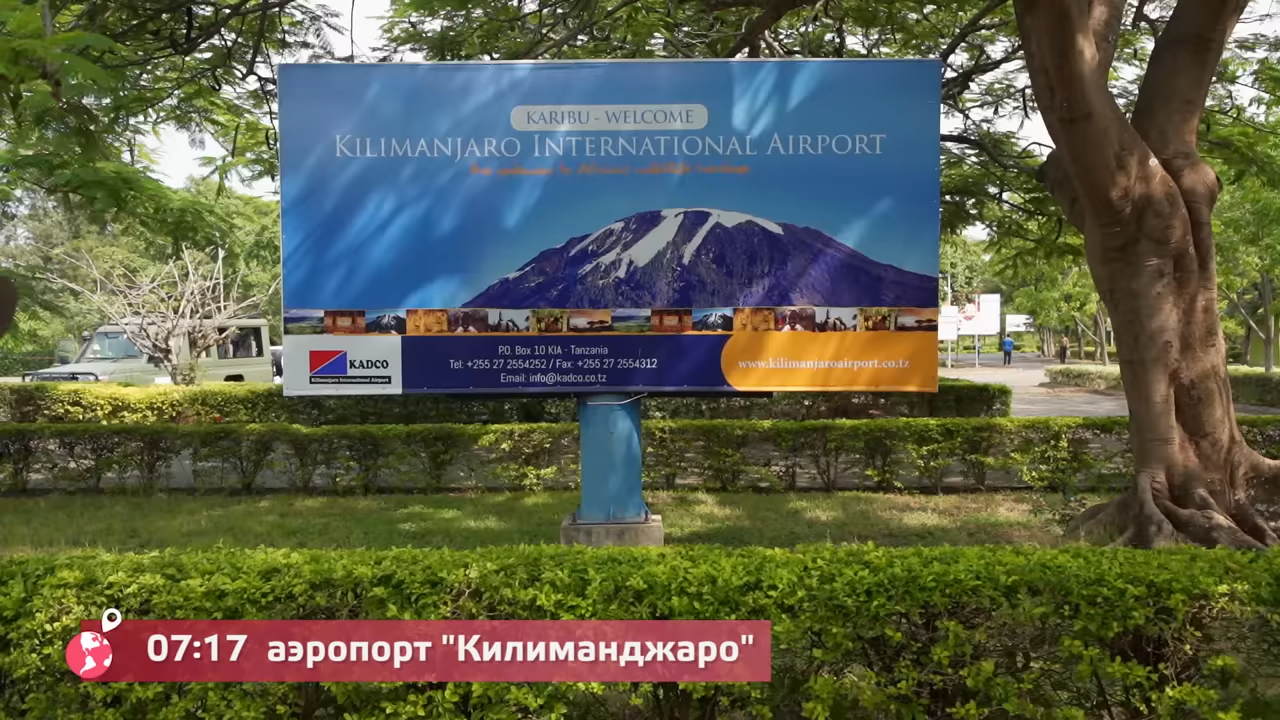 KARIBU - WELCOME
KILIMANJARO INTERNATIONAL AIRPORT
KADCO
Kilimanjaro International Airport
P.O. Box 10 KIA - Tanzania
Tel: +255 27 2554252 / Fax: +255 27 2554312
Email: info@kadco.co.tz
www.kilimanjaroairport.co.tz
07:17 аэропорт "Килиманджаро"